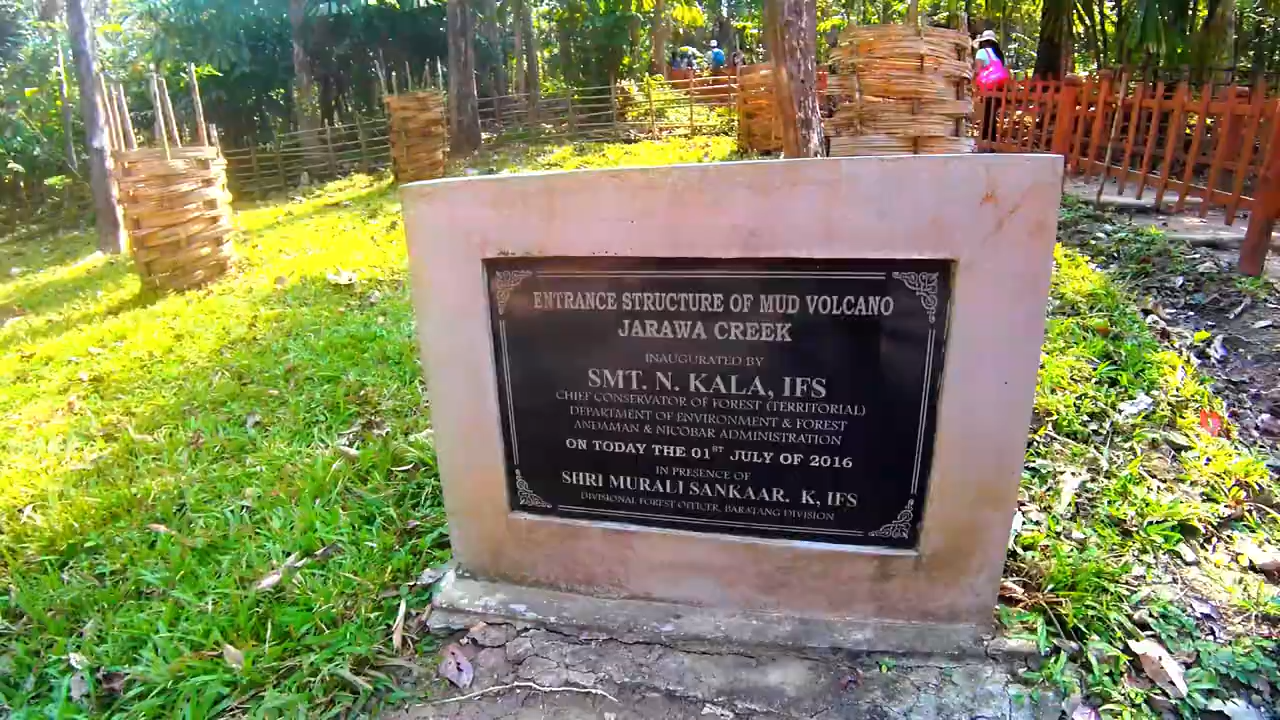 ENTRANCE STRUCTURE OF MUD VOLCANO
JARAWA CREEK
INAUGURATED BY
SMT. N. KALA, IFS
CHIEF CONSERVATOR OF FOREST (TERRITORIAL)
DEPARTMENT OF ENVIRONMENT & FOREST
ANDAMAN & NICOBAR ADMINISTRATION
ON TODAY THE 01ST JULY OF 2016
IN PRESENCE OF
SHRI MURALI SANKAAR. K, IFS
DIVISIONAL FOREST OFFICER, BARATANG DIVISION